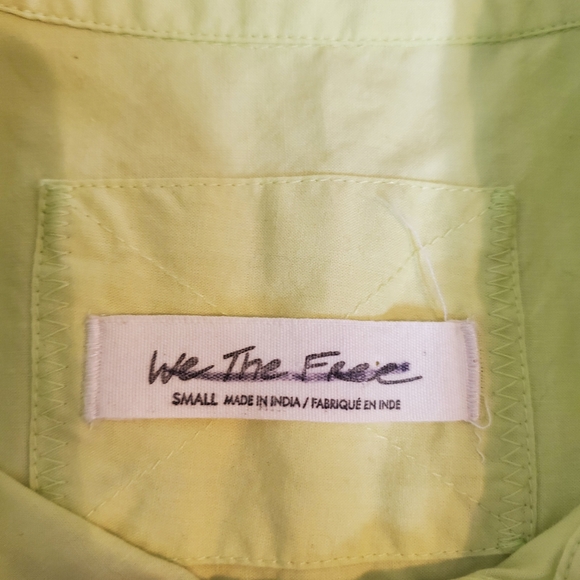 We The Free
SMALL MADE IN INDIA / FABRIQUÉ EN INDE